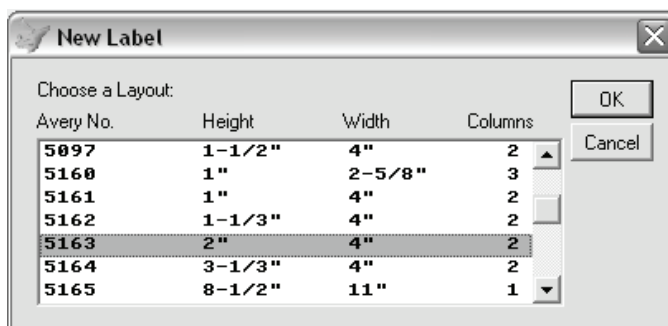 New Label
Choose a Layout:
Avery No. Height Width Columns
5097 1-1/2" 4" 2
5160 1" 2-5/8" 3
5161 1" 4" 2
5162 1-1/3" 4" 2
5163 2" 4" 2
5164 3-1/3" 4" 2
5165 8-1/2" 11" 1
OK
Cancel